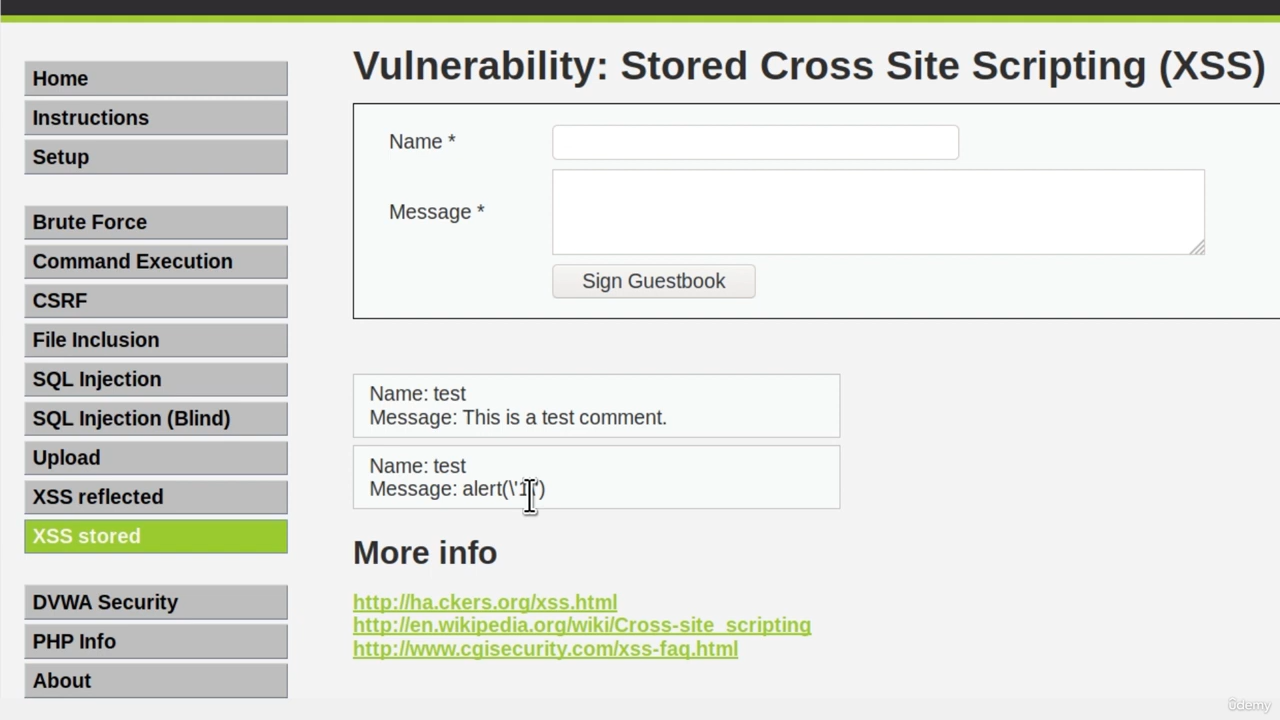 Vulnerability: Stored Cross Site Scripting (XSS)
Home
Instructions
Setup
Brute Force
Command Execution
CSRF
File Inclusion
SQL Injection
SQL Injection (Blind)
Upload
XSS reflected
XSS stored
DVWA Security
PHP Info
About
Name *
Message *
Sign Guestbook
Name: test
Message: This is a test comment.
Name: test
Message:
More info
http://ha.ckers.org/xss.html
http://en.wikipedia.org/wiki/Cross-site_scripting
http://www.cgisecurity.com/xss-faq.html
ûdemy